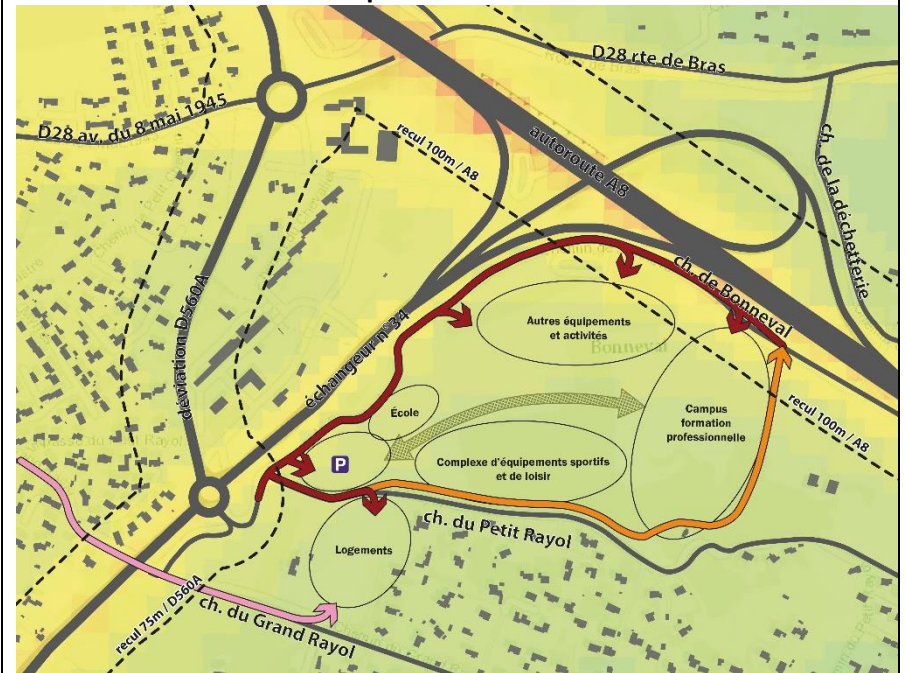 D28 rte de Bras
D28 av. du 8 mai 1945
recul 100m / A8
autoroute A8
ch. de la déchetterie
ch. de Bonneval
déviation D560A
échangeur n°34
Autres équipements
et activités
Bonneval
École
Campus
formation
professionnelle
recul 100m / A8
P
Complexe d'équipements sportifs
et de loisir
ch. du Petit Rayol
Logements
recul 75m / D560A
ch. du Grand Rayol